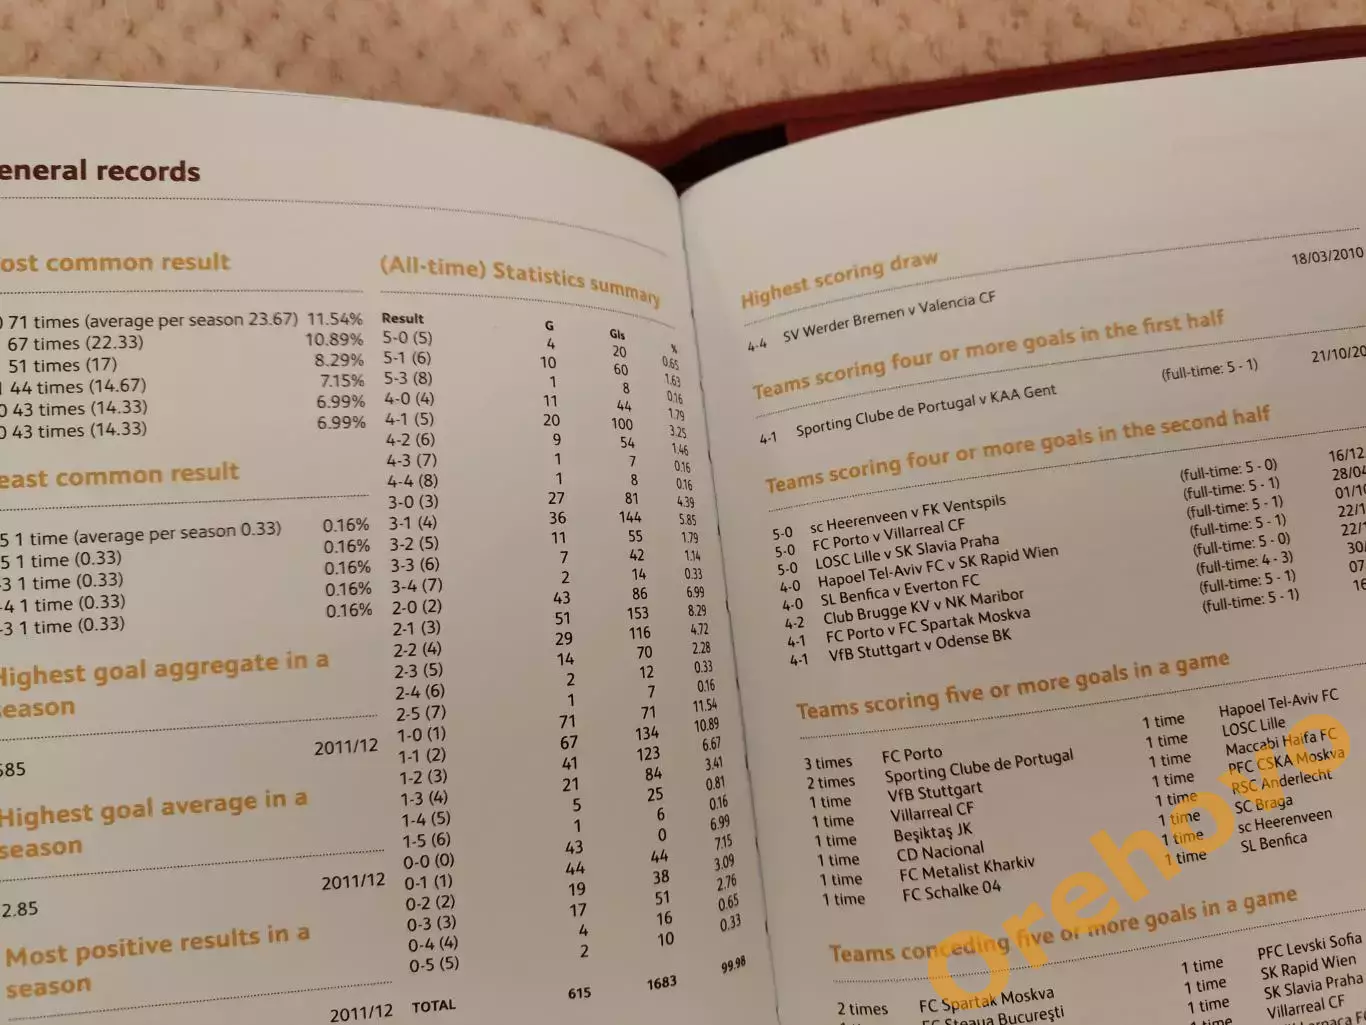 eneral records
ost common result
71 times (average per season 23.67) 11.54%
67 times (22.33) 10.89%
51 times (17) 8.29%
44 times (14.67) 7.15%
0 43 times (14.33) 6.99%
0 43 times (14.33) 6.99%
east common result
5 1 time (average per season 0.33) 0.16%
5 1 time (0.33) 0.16%
-3 1 time (0.33) 0.16%
-4 1 time (0.33) 0.16%
-3 1 time (0.33) 0.16%
Highest goal aggregate in a
season
2011/12
585
Highest goal average in a
season
2011/12
2.85
Most positive results in a
season
2011/12
(All-time) Statistics summary
Result G Gls %
5-0 (5) 4 20 0.65
5-1 (6) 10 60 1.63
5-3 (8) 1 8 0.16
4-0 (4) 11 44 1.79
4-1 (5) 20 100 3.25
4-2 (6) 9 54 1.46
4-3 (7) 1 7 0.16
4-4 (8) 1 8 0.16
3-0 (3) 27 81 4.39
3-1 (4) 36 144 5.85
3-2 (5) 11 55 1.79
3-3 (6) 7 42 1.14
3-4 (7) 2 14 0.33
2-0 (2) 43 86 6.99
2-1 (3) 51 153 8.29
2-2 (4) 29 116 4.72
2-3 (5) 14 70 2.28
2-4 (6) 2 12 0.33
2-5 (7) 1 7 0.16
1-0 (1) 71 71 11.54
1-1 (2) 67 134 10.89
1-2 (3) 41 123 6.67
1-3 (4) 21 84 3.41
1-4 (5) 5 25 0.81
1-5 (6) 1 6 0.16
0-0 (0) 43 0 6.99
0-1 (1) 44 44 7.15
0-2 (2) 19 38 3.09
0-3 (3) 17 51 2.76
0-4 (4) 4 16 0.65
0-5 (5) 2 10 0.33
TOTAL 615 1683 99.98
Highest scoring draw
4-4 SV Werder Bremen v Valencia CF 18/03/2010
Teams scoring four or more goals in the first half
4-1 Sporting Clube de Portugal v KAA Gent (full-time: 5 - 1) 21/10/20
Teams scoring four or more goals in the second half
5-0 sc Heerenveen v FK Ventspils (full-time: 5 - 0) 16/12
5-0 FC Porto v Villarreal CF (full-time: 5 - 1) 28/04
5-0 LOSC Lille v SK Slavia Praha (full-time: 5 - 1) 01/10
4-0 Hapoel Tel-Aviv FC v SK Rapid Wien (full-time: 5 - 1) 22/1
4-0 SL Benfica v Everton FC (full-time: 5 - 0) 22/1
4-2 Club Brugge KV v NK Maribor (full-time: 4 - 3) 30/
4-1 FC Porto v FC Spartak Moskva (full-time: 5 - 1) 07
4-1 VfB Stuttgart v Odense BK (full-time: 5 - 1) 16
Teams scoring five or more goals in a game
3 times FC Porto 1 time Hapoel Tel-Aviv FC
2 times Sporting Clube de Portugal 1 time LOSC Lille
1 time VfB Stuttgart 1 time Maccabi Haifa FC
1 time Villarreal CF 1 time PFC CSKA Moskva
1 time Beşiktaş JK 1 time RSC Anderlecht
1 time CD Nacional 1 time SC Braga
1 time FC Metalist Kharkiv 1 time sc Heerenveen
1 time FC Schalke 04 1 time SL Benfica
Teams conceding five or more goals in a game
2 times FC Spartak Moskva 1 time PFC Levski Sofia
FC Steaua Bucureşti 1 time SK Rapid Wien
1 time SK Slavia Praha
1 time Villarreal CF
orehovo